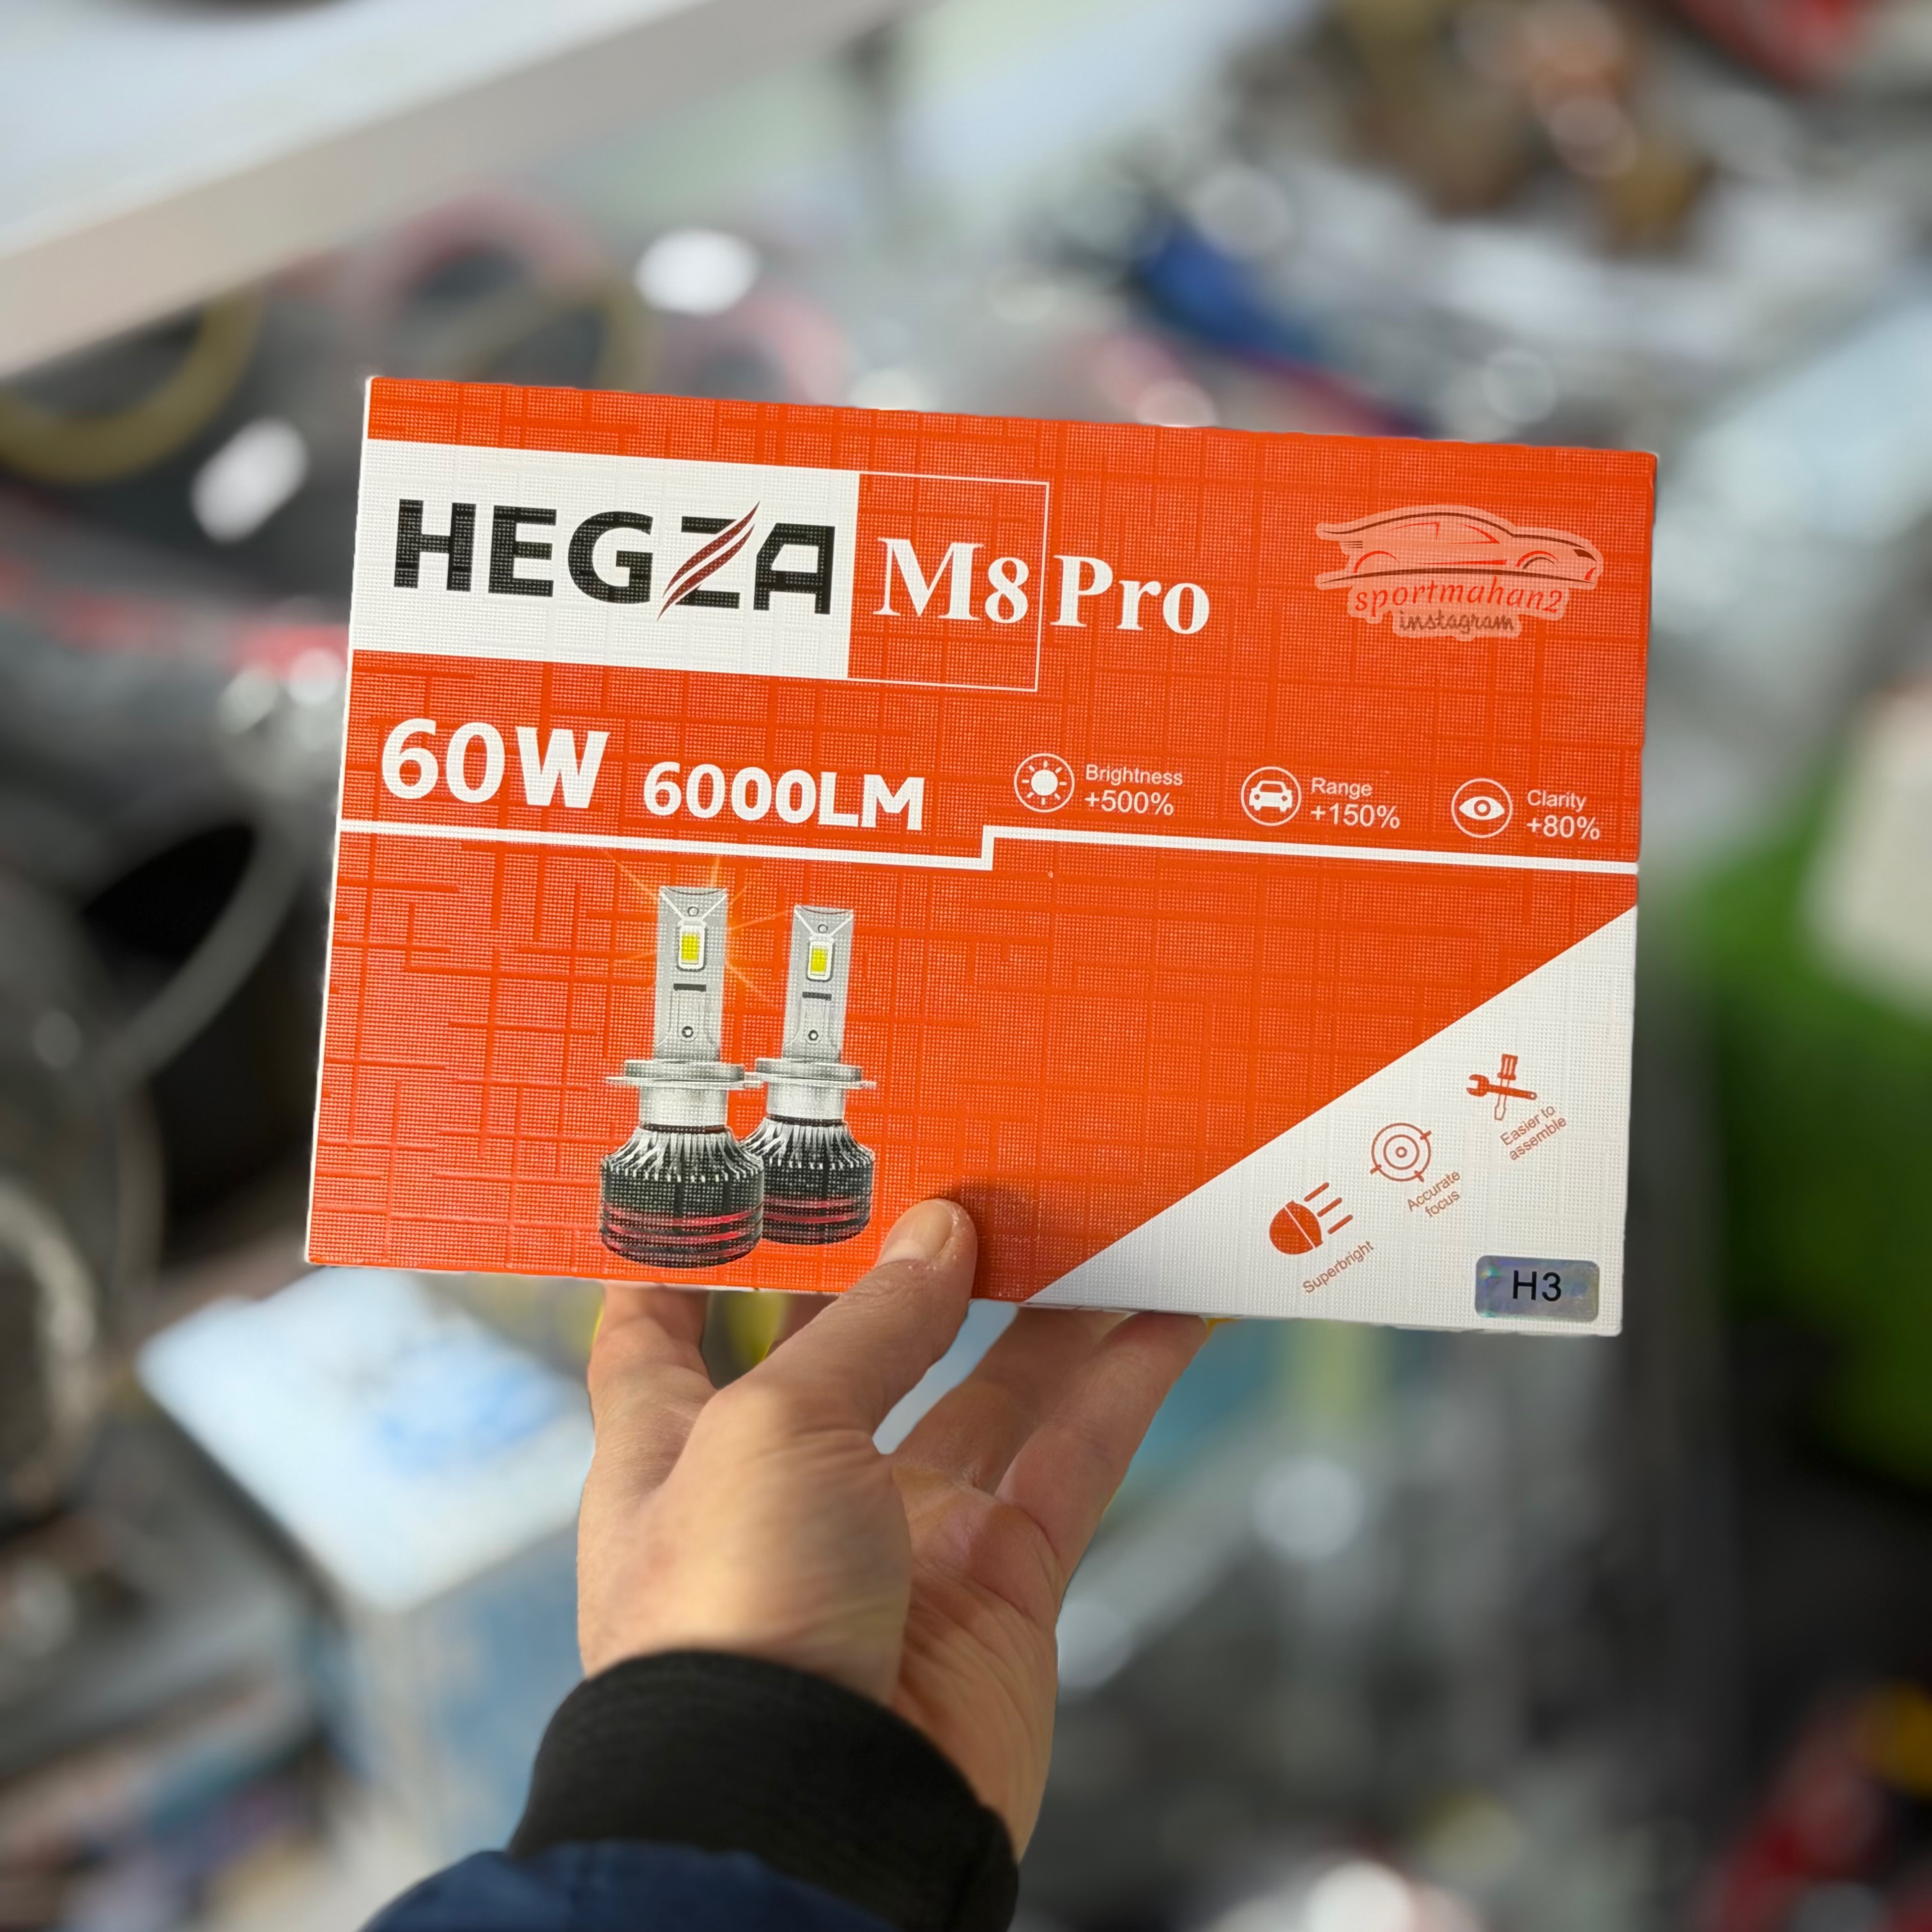 HEGZA M8 Pro
sportmahan2
instagram
60W 6000LM
Brightness
+500%
Range
+150%
Clarity
+80%
Easier to
assemble
Accurate
focus
Superbright
H3